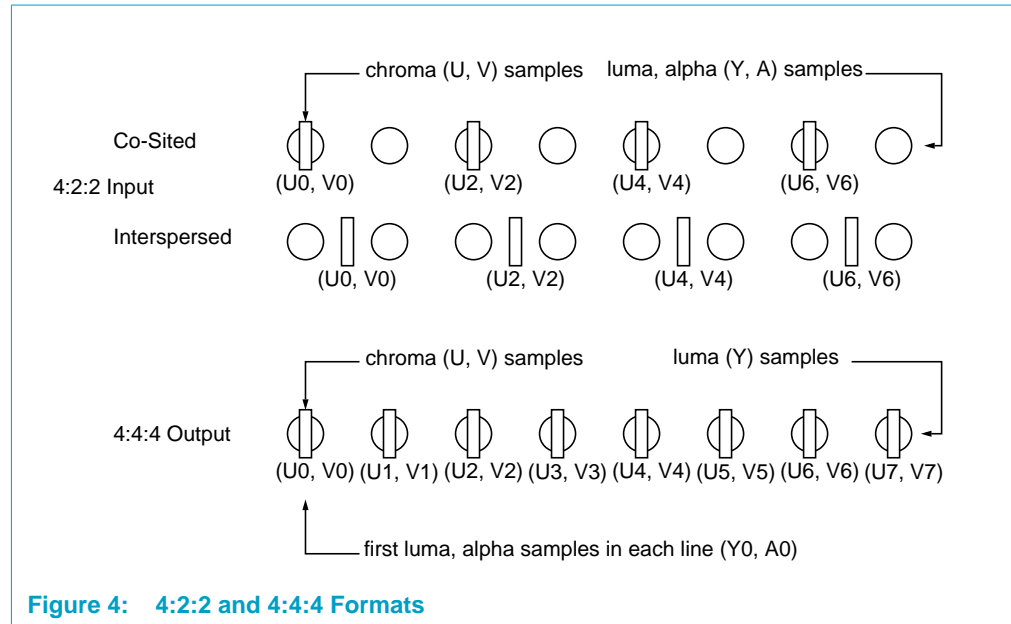 chroma (U, V) samples luma, alpha (Y, A) samples
Co-Sited
(U0, V0) (U2, V2) (U4, V4) (U6, V6)
4:2:2 Input
Interspersed
(U0, V0) (U2, V2) (U4, V4) (U6, V6)
chroma (U, V) samples luma (Y) samples
4:4:4 Output
(U0, V0) (U1, V1) (U2, V2) (U3, V3) (U4, V4) (U5, V5) (U6, V6) (U7, V7)
first luma, alpha samples in each line (Y0, A0)
Figure 4: 4:2:2 and 4:4:4 Formats